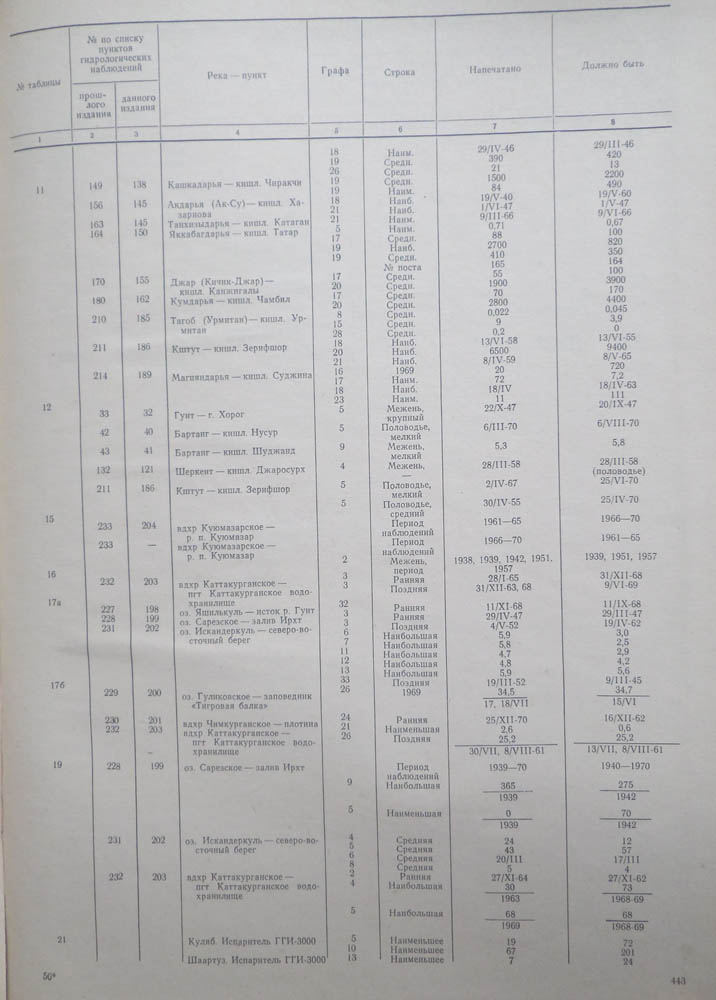 № таблицы | № по списку пунктов гидрологических наблюдений: прошлого издания | данного издания | Река — пункт | Графа | Строка | Напечатано | Должно быть
1 | 2 | 3 | 4 | 5 | 6 | 7 | 8
18 | Наим. | 29/IV-46 | 29/III-46
19 | Средн. | 390 | 420
26 | Средн. | 21 | 13
11 | 149 | 138 | Кашкадарья — кишл. Чиракчи | 19 | Средн. | 1500 | 2200
19 | Наим. | 84 | 490
156 | 145 | Акдарья (Ак-Су) — кишл. Ха- | 18 | Наиб. | 19/V-40 | 19/V-60
зарнова | 21 | Наиб. | 1/VI-47 | 1/V-47
163 | 145 | Танхизыдарья — кишл. Катаган | 21 | Наим. | 9/III-66 | 9/VI-66
164 | 150 | Яккабагдарья — кишл. Татар | 5 | Наим. | 0,71 | 0,67
17 | Средн. | 88 | 100
19 | Наиб. | 2700 | 820
19 | Средн. | 410 | 350
№ поста | 165 | 164
170 | 155 | Джар (Кичик-Джар) — | 17 | Средн. | 55 | 100
кишл. Канжигалы | 20 | Средн. | 1900 | 3900
180 | 162 | Кумдарья — кишл. Чамбил | 17 | Средн. | 70 | 170
20 | Средн. | 2800 | 4400
210 | 185 | Тагоб (Урмитан) — кишл. Ур- | 8 | Средн. | 0,022 | 0,045
митан | 15 | Средн. | 9 | 3,9
28 | Средн. | 0,2 | 0
211 | 186 | Кштут — кишл. Зерифшор | 18 | Наиб. | 13/VI-58 | 13/VI-55
20 | Наиб. | 6500 | 9400
21 | Наиб. | 8/IV-59 | 8/V-65
214 | 189 | Магиандарья — кишл. Суджина | 16 | 1969 | 20 | 720
17 | Наим. | 72 | 7,2
18 | Наиб. | 18/IV | 18/IV-63
23 | Наим. | 11 | 111
12 | 33 | 32 | Гунт — г. Хорог | 5 | Межень, | 22/X-47 | 20/IX-47
крупный
42 | 40 | Бартанг — кишл. Нусур | 5 | Половодье, | 6/III-70 | 6/VIII-70
мелкий
43 | 41 | Бартанг — кишл. Шуджанд | 9 | Межень, | 5,3 | 5,8
мелкий
132 | 121 | Шеркент — кишл. Джаросурх | 4 | Межень, | 28/III-58 | 28/III-58
— | (половодье)
211 | 186 | Кштут — кишл. Зерифшор | 5 | Половодье, | 2/IV-67 | 25/VI-70
мелкий
5 | Половодье, | 30/IV-55 | 25/IV-70
средний
15 | 233 | 204 | вдхр Куюмазарское — | Период | 1961—65 | 1966—70
р. п. Куюмазар | наблюдений
233 | — | вдхр Куюмазарское — | Период | 1966—70 | 1961—65
р. п. Куюмазар | наблюдений
2 | Межень, | 1938, 1939, 1942, 1951, | 1939, 1951, 1957
период | 1957
16 | 232 | 203 | вдхр Каттакурганское — | 3 | Ранняя | 28/I-65 | 31/XII-68
пгт Каттакурганское водо- | 3 | Поздняя | 31/XII-63, 68 | 9/VI-69
хранилище
17а | 227 | 198 | оз. Яшилькуль — исток р. Гунт | 32 | Ранняя | 11/XI-68 | 11/IX-68
228 | 199 | оз. Сарезское — залив Ирхт | 3 | Ранняя | 29/IV-47 | 29/III-47
231 | 202 | оз. Искандеркуль — северо-во- | 3 | Поздняя | 4/V-52 | 19/IV-62
сточный берег | 6 | Наибольшая | 5,9 | 3,0
7 | Наибольшая | 5,8 | 2,5
11 | Наибольшая | 4,7 | 2,9
12 | Наибольшая | 4,8 | 4,2
13 | Наибольшая | 5,9 | 5,6
33 | Поздняя | 19/III-52 | 9/III-45
17б | 229 | 200 | оз. Гуликовское — заповедник | 26 | 1969 | 34,5 | 34,7
«Тигровая балка» | 17, 18/VII | 15/VI
230 | 201 | вдхр Чимкурганское — плотина | 24 | Ранняя | 25/XII-70 | 16/XII-62
232 | 203 | вдхр Каттакурганское — | 21 | Наименьшая | 2,6 | 0,6
пгт Каттакурганское водо- | 26 | Поздняя | 25,2 | 25,2
хранилище | 30/VII, 8/VIII-61 | 13/VII, 8/VIII-61
19 | 228 | 199 | оз. Сарезское — залив Ирхт | Период | 1939—70 | 1940—1970
наблюдений
9 | Наибольшая | 365 | 275
1939 | 1942
5 | Наименьшая | 0 | 70
1939 | 1942
231 | 202 | оз. Искандеркуль — северо-во- | 4 | Средняя | 24 | 12
сточный берег | 5 | Средняя | 43 | 57
6 | Средняя | 20/III | 17/III
8 | Средняя | 5 | 4
232 | 203 | вдхр Каттакурганское — | 2 | Ранняя | 27/XI-64 | 27/XI-62
пгт Каттакурганское водо- | 4 | Наибольшая | 30 | 73
хранилище | 1963 | 1968-69
5 | Наибольшая | 68 | 68
1969 | 1968-69
21 | Куляб. Испаритель ГГИ-3000 | 5 | Наименьшее | 19 | 72
10 | Наименьшее | 67 | 201
Шаартуз. Испаритель ГГИ-3000 | 13 | Наименьшее | 7 | 24
56*
443